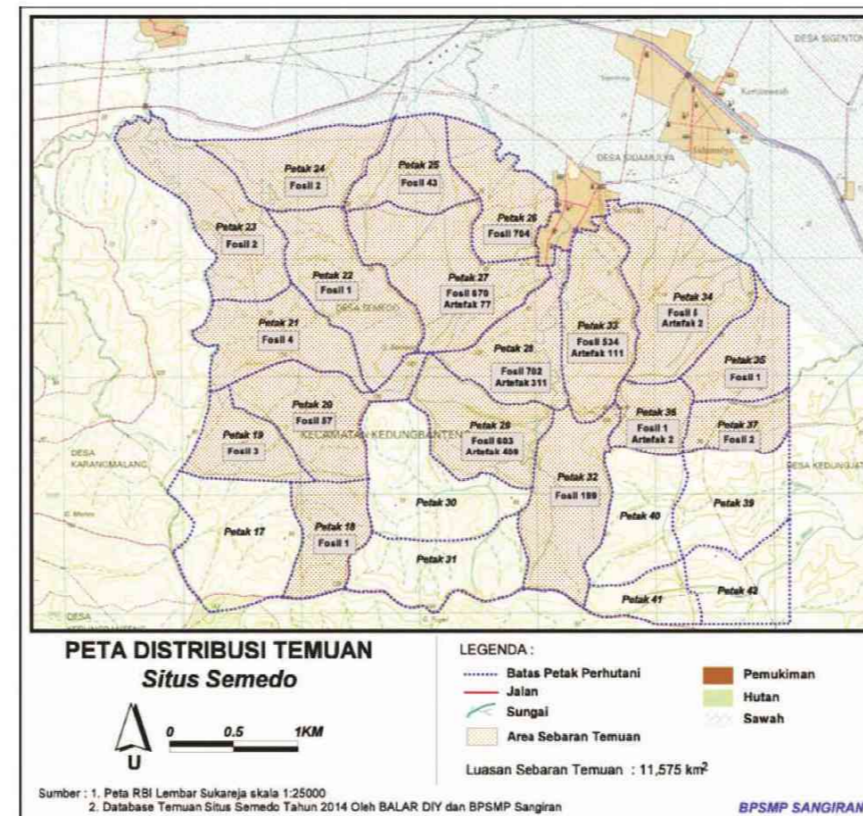 DESA SIGENTON
DESA SIDAMULYA
Petak 24
Fosil 2
Petak 25
Fosil 43
Petak 26
Fosil 704
Petak 23
Fosil 2
Petak 22
Fosil 1
DESA SEMEDO
Petak 27
Fosil 670
Artefak 77
Petak 34
Fosil 5
Artefak 2
Petak 21
Fosil 4
Petak 28
Fosil 702
Artefak 311
Petak 33
Fosil 534
Artefak 111
Petak 35
Fosil 1
Petak 20
Fosil 57
Petak 19
Fosil 3
KECAMATAN KEDUNGBANTENG
Petak 29
Fosil 603
Artefak 409
Petak 36
Fosil 1
Artefak 2
Petak 37
Fosil 2
DESA
KARANGMALANG
DESA KEDUNGJATI
Petak 32
Fosil 199
Petak 17
Petak 18
Fosil 1
Petak 30
Petak 31
Petak 40
Petak 39
Petak 41
Petak 42
DESA
PETA DISTRIBUSI TEMUAN
Situs Semedo
0 0.5 1KM
U
LEGENDA :
Batas Petak Perhutani
Jalan
Sungai
Area Sebaran Temuan
Pemukiman
Hutan
Sawah
Luasan Sebaran Temuan : 11,575 km²
Sumber : 1. Peta RBI Lembar Sukareja skala 1:25000
2. Database Temuan Situs Semedo Tahun 2014 Oleh BALAR DIY dan BPSMP Sangiran
BPSMP SANGIRAN